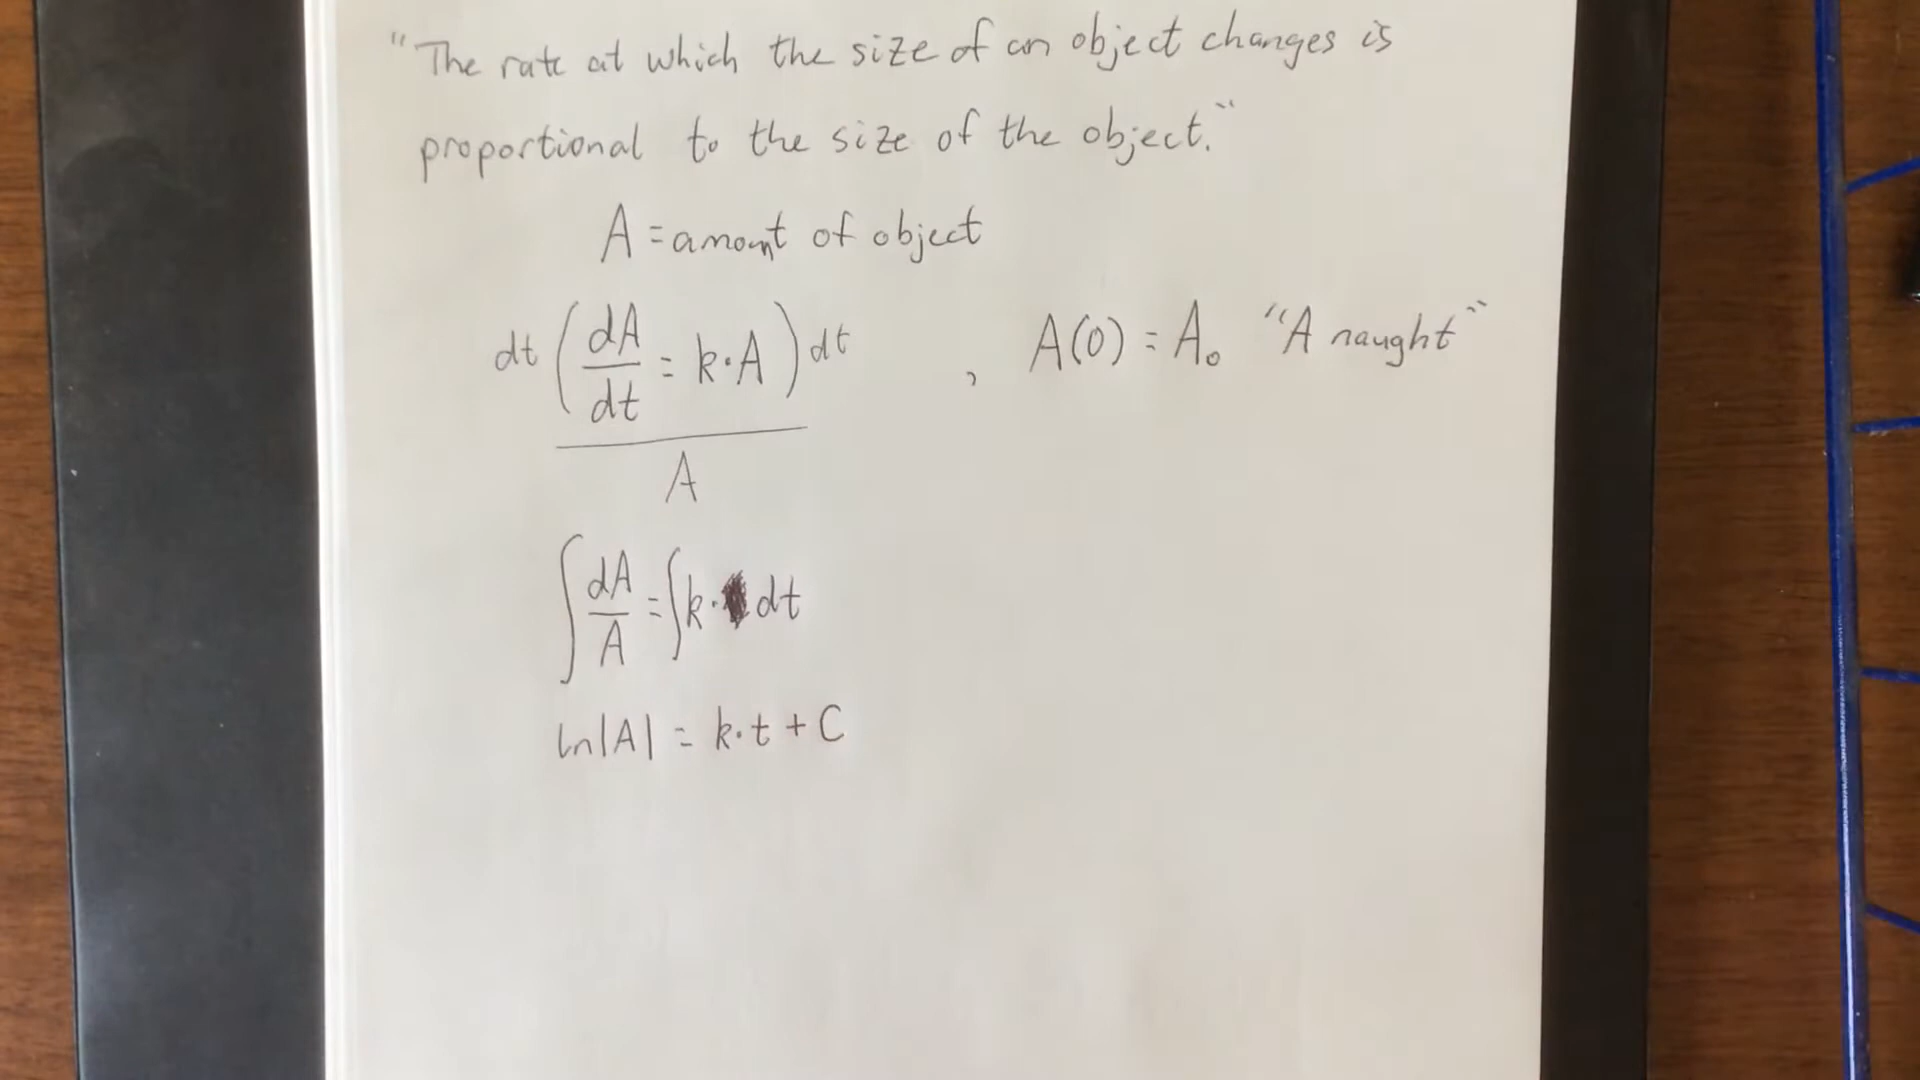 "The rate at which the size of an object changes is
proportional to the size of the object."
A = amount of object
dt ( dA/dt = k·A ) dt , A(0) = A₀ "A naught"
A
∫ dA/A = ∫ k· dt
ln|A| = k·t + C